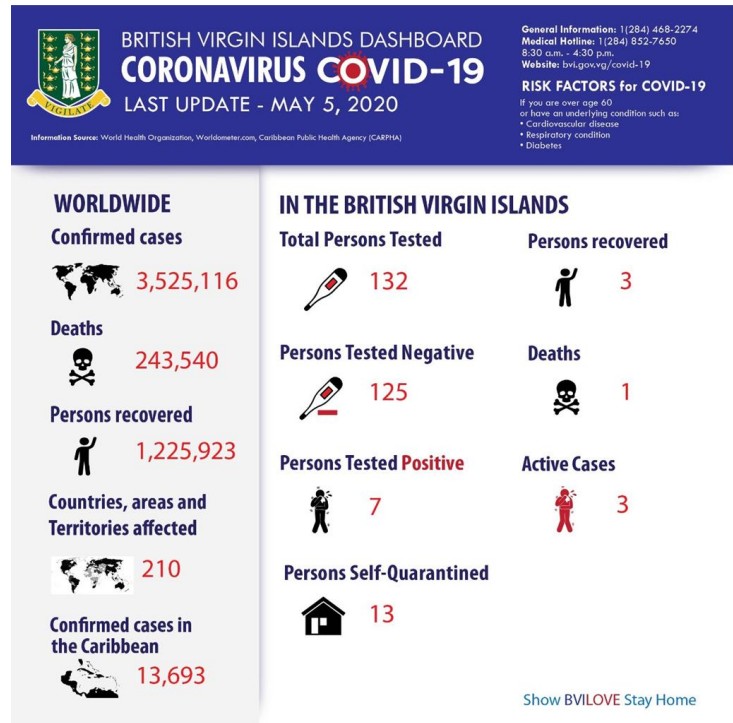 BRITISH VIRGIN ISLANDS DASHBOARD
CORONAVIRUS COVID-19
LAST UPDATE - MAY 5, 2020
VIGILATE
Information Source: World Health Organization, Worldometer.com, Caribbean Public Health Agency (CARPHA)
General Information: 1(284) 468-2274
Medical Hotline: 1(284) 852-7650
8:30 a.m. - 4:30 p.m.
Website: bvi.gov.vg/covid-19
RISK FACTORS for COVID-19
If you are over age 60
or have an underlying condition such as:
• Cardiovascular disease
• Respiratory condition
• Diabetes
WORLDWIDE
Confirmed cases
3,525,116
Deaths
243,540
Persons recovered
1,225,923
Countries, areas and
Territories affected
210
Confirmed cases in
the Caribbean
13,693
IN THE BRITISH VIRGIN ISLANDS
Total Persons Tested
132
Persons recovered
3
Persons Tested Negative
125
Deaths
1
Persons Tested Positive
7
Active Cases
3
Persons Self-Quarantined
13
Show BVILOVE Stay Home